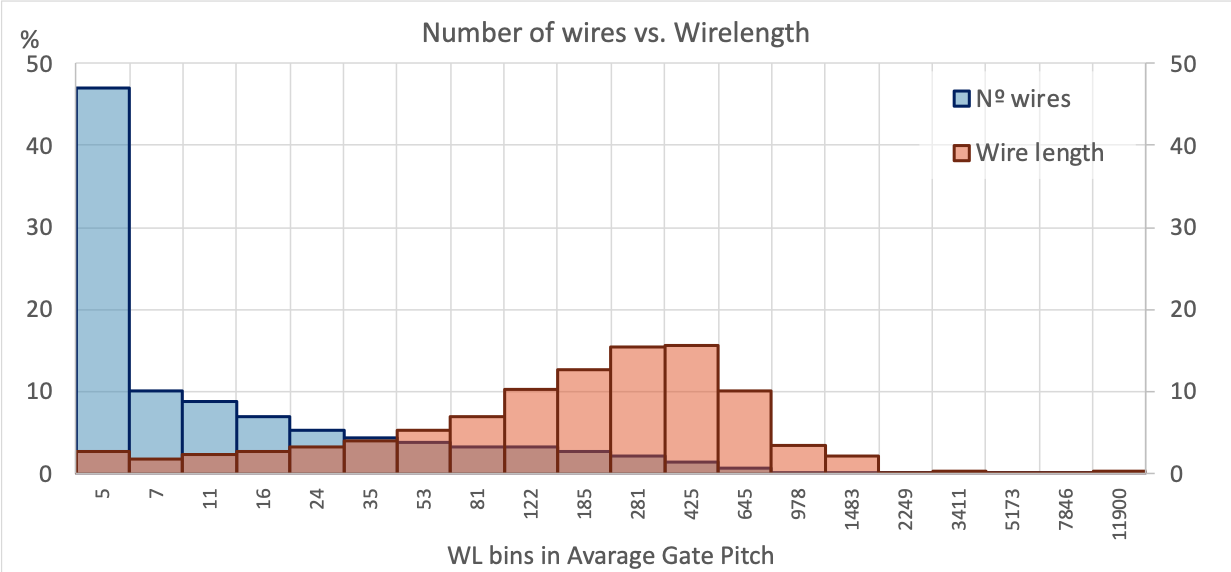 Number of wires vs. Wirelength
%
50
40
30
20
10
0
50
40
30
20
10
0
Nº wires
Wire length
5 7 11 16 24 35 53 81 122 185 281 425 645 978 1483 2249 3411 5173 7846 11900
WL bins in Avarage Gate Pitch